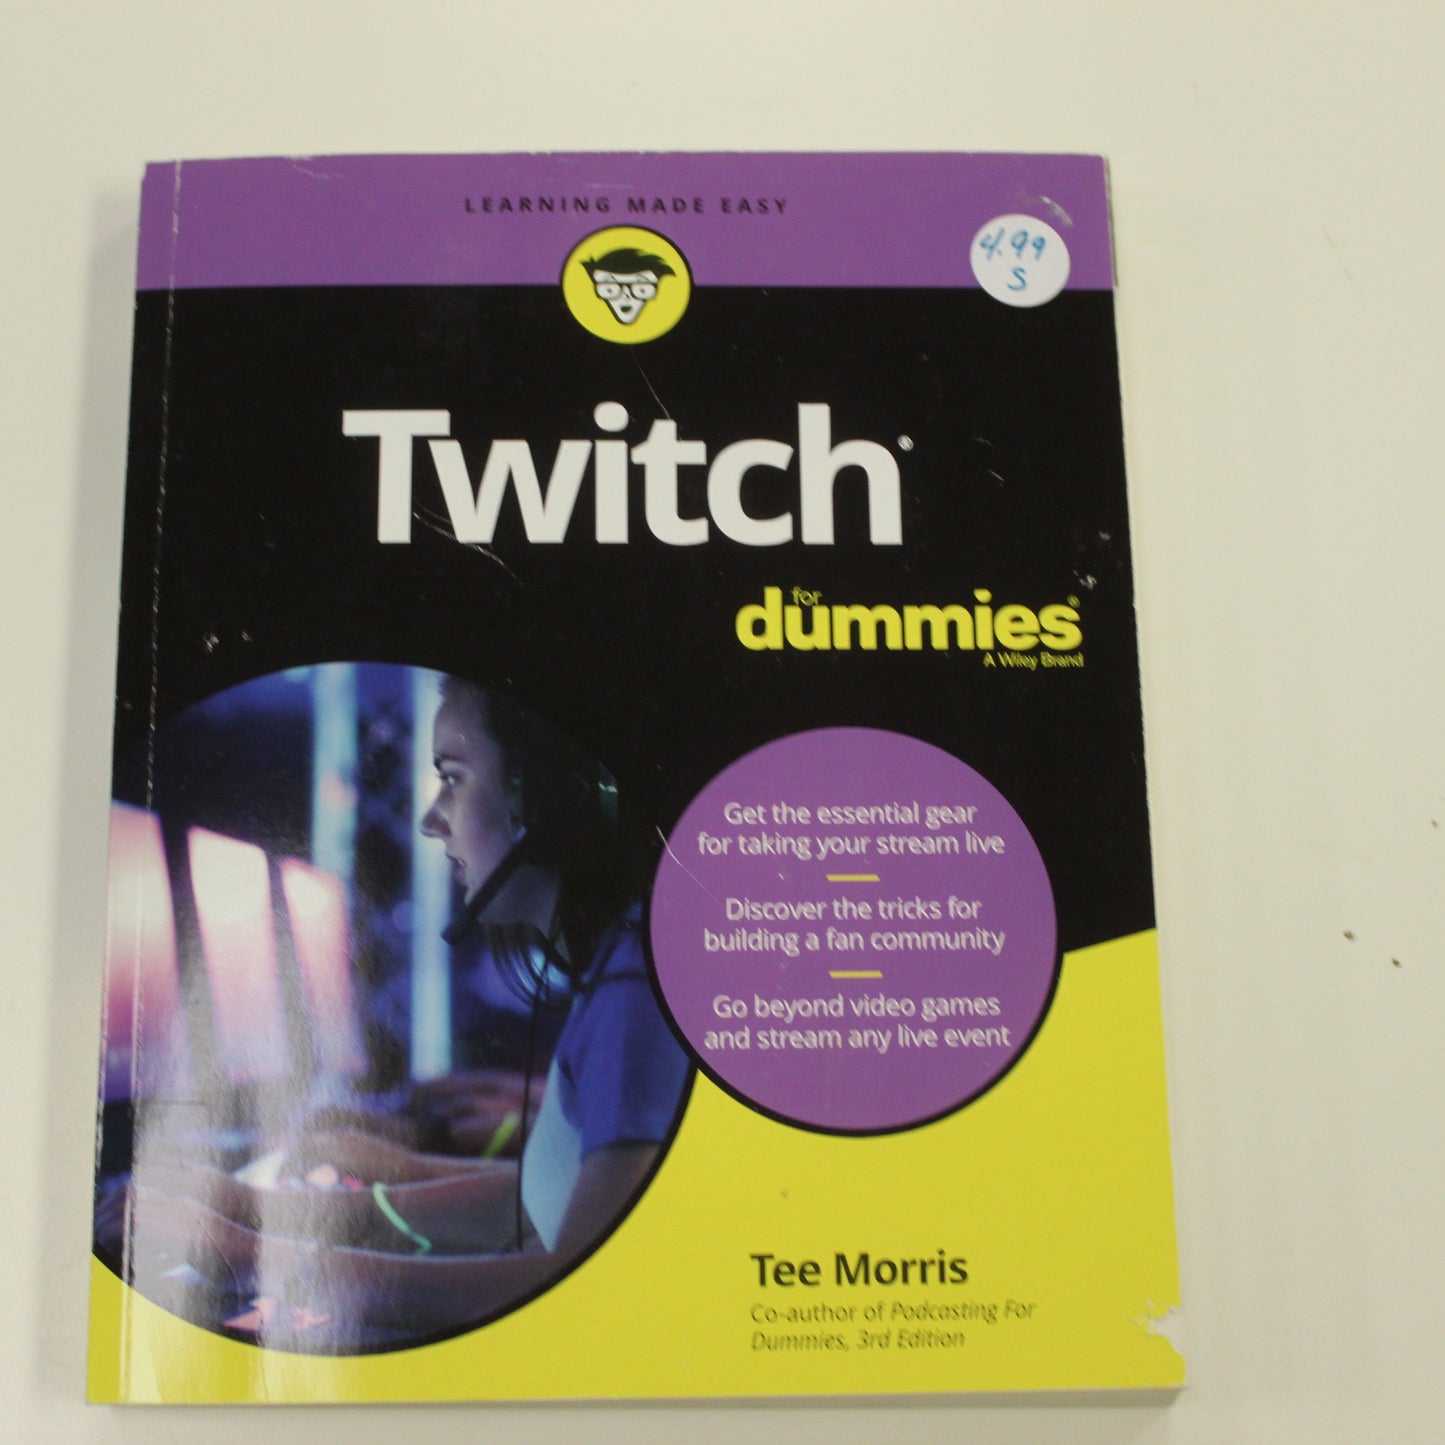 LEARNING MADE EASY
4.99
S
Twitch®
for
dummies®
A Wiley Brand
Get the essential gear
for taking your stream live
Discover the tricks for
building a fan community
Go beyond video games
and stream any live event
Tee Morris
Co-author of Podcasting For
Dummies, 3rd Edition